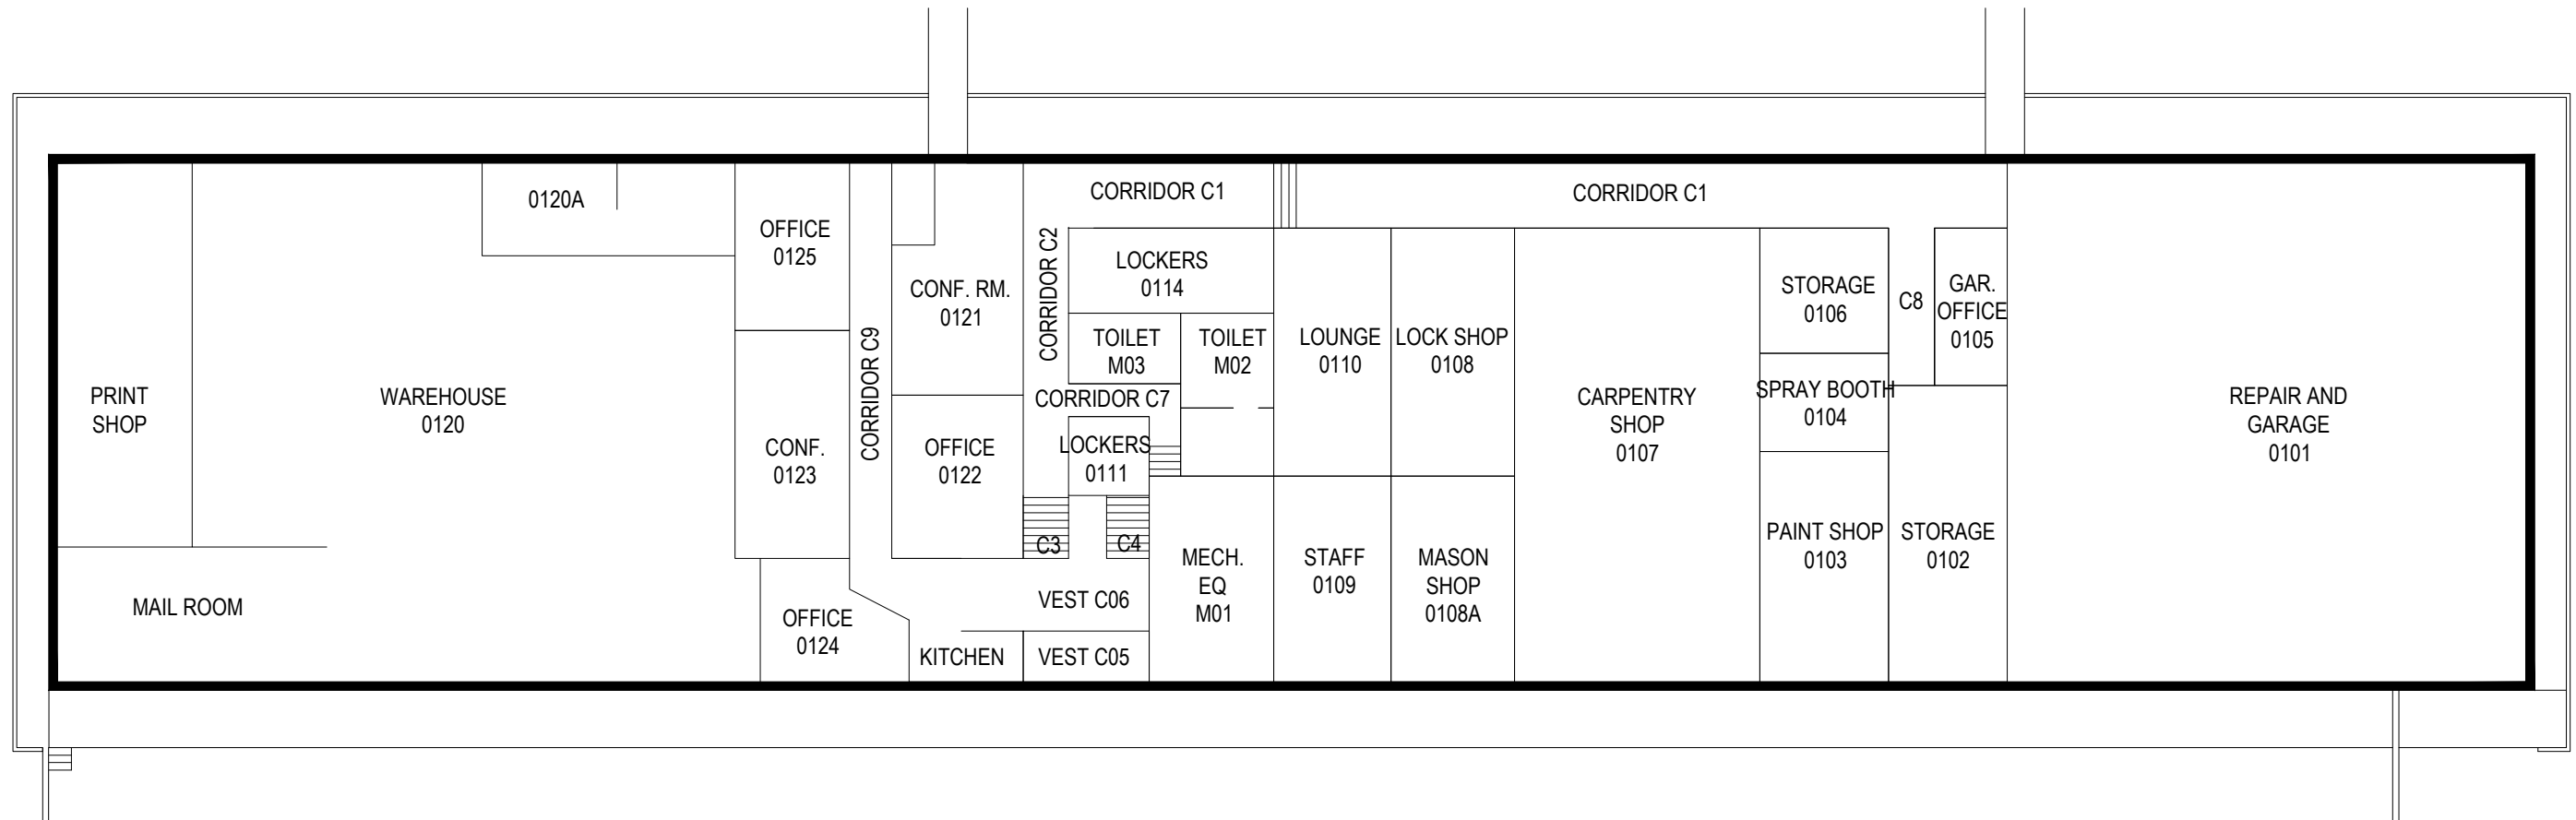 PRINT
SHOP
WAREHOUSE
0120
MAIL ROOM
0120A
OFFICE
0125
CONF.
0123
OFFICE
0124
CORRIDOR C9
CONF. RM.
0121
OFFICE
0122
KITCHEN
CORRIDOR C1
CORRIDOR C2
LOCKERS
0114
TOILET
M03
TOILET
M02
CORRIDOR C7
LOCKERS
0111
C3
C4
VEST C06
VEST C05
MECH.
EQ
M01
LOUNGE
0110
STAFF
0109
LOCK SHOP
0108
MASON
SHOP
0108A
CORRIDOR C1
CARPENTRY
SHOP
0107
STORAGE
0106
SPRAY BOOTH
0104
PAINT SHOP
0103
C8
GAR.
OFFICE
0105
STORAGE
0102
REPAIR AND
GARAGE
0101